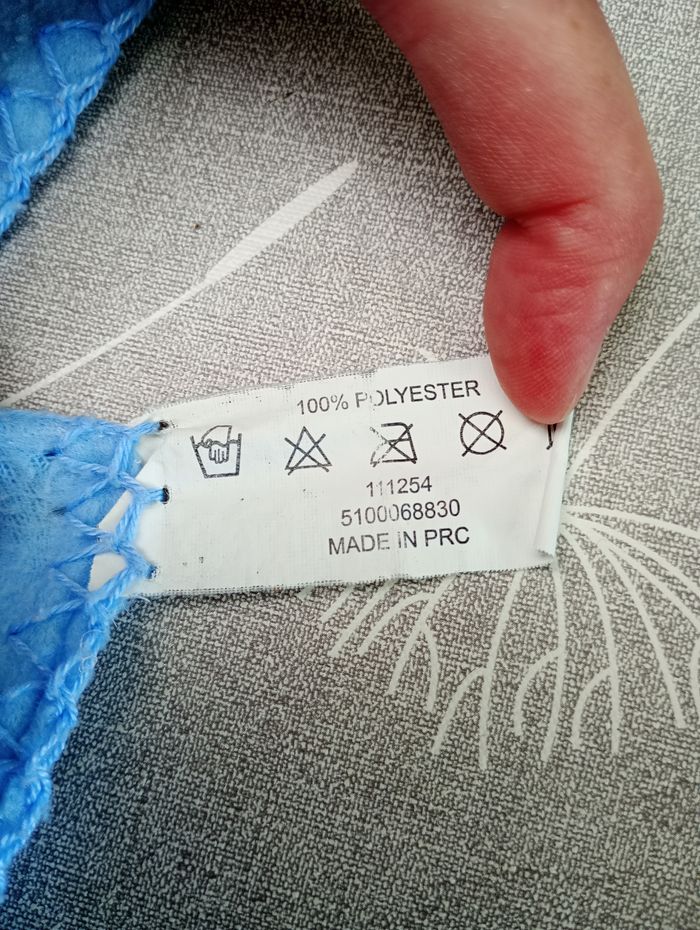 100% POLYESTER
111254
5100068830
MADE IN PRC